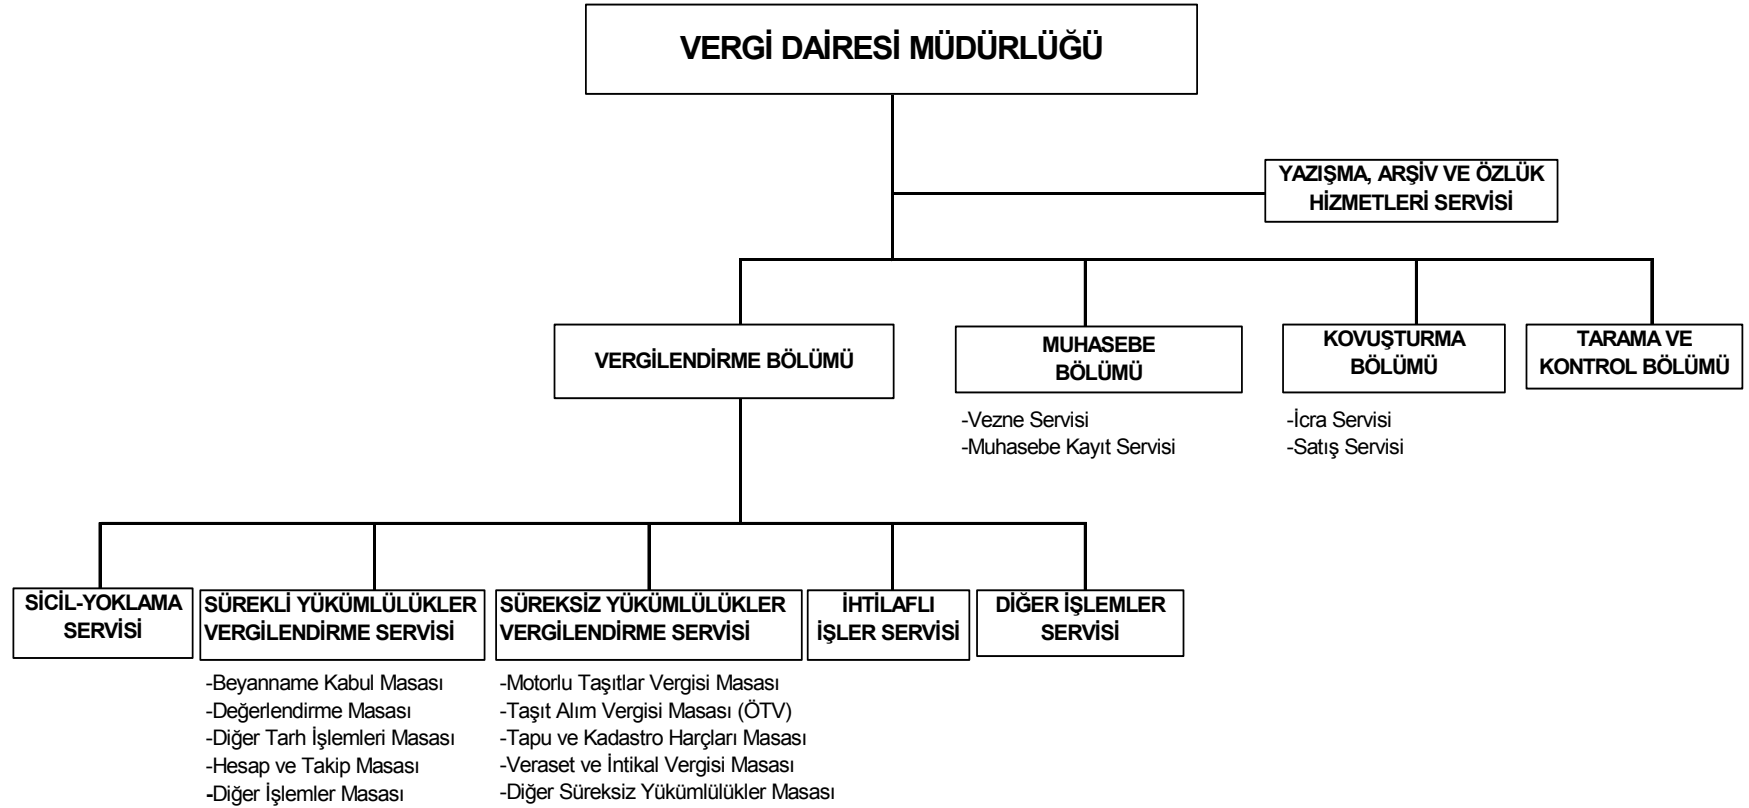 VERGİ DAİRESİ MÜDÜRLÜĞÜ
YAZIŞMA, ARŞİV VE ÖZLÜK
HİZMETLERİ SERVİSİ
VERGİLENDİRME BÖLÜMÜ
MUHASEBE
BÖLÜMÜ
-Vezne Servisi
-Muhasebe Kayıt Servisi
KOVUŞTURMA
BÖLÜMÜ
-İcra Servisi
-Satış Servisi
TARAMA VE
KONTROL BÖLÜMÜ
SİCİL-YOKLAMA
SERVİSİ
SÜREKLİ YÜKÜMLÜLÜKLER
VERGİLENDİRME SERVİSİ
-Beyanname Kabul Masası
-Değerlendirme Masası
-Diğer Tarh İşlemleri Masası
-Hesap ve Takip Masası
-Diğer İşlemler Masası
SÜREKSİZ YÜKÜMLÜLÜKLER
VERGİLENDİRME SERVİSİ
-Motorlu Taşıtlar Vergisi Masası
-Taşıt Alım Vergisi Masası (ÖTV)
-Tapu ve Kadastro Harçları Masası
-Veraset ve İntikal Vergisi Masası
-Diğer Süreksiz Yükümlülükler Masası
İHTİLAFLI
İŞLER SERVİSİ
DİĞER İŞLEMLER
SERVİSİ